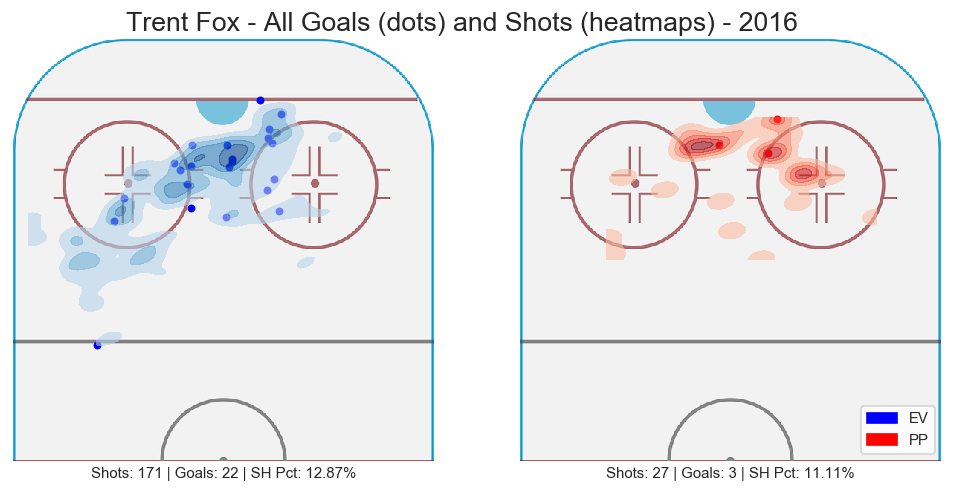 Trent Fox - All Goals (dots) and Shots (heatmaps) - 2016
EV
PP
Shots: 171 | Goals: 22 | SH Pct: 12.87%
Shots: 27 | Goals: 3 | SH Pct: 11.11%